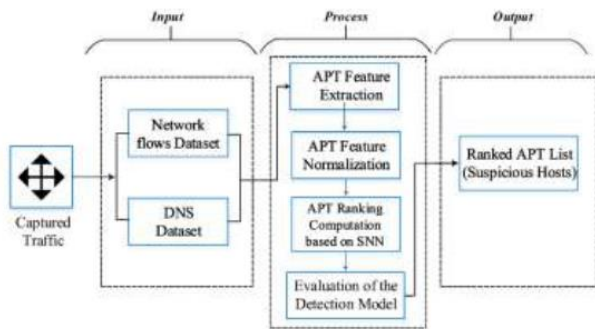 Input
Process
Output
Captured
Traffic
Network
flows Dataset
DNS
Dataset
APT Feature
Extraction
APT Feature
Normalization
APT Ranking
Computation
based on SNN
Evaluation of the
Detection Model
Ranked APT List
(Suspicious Hosts)